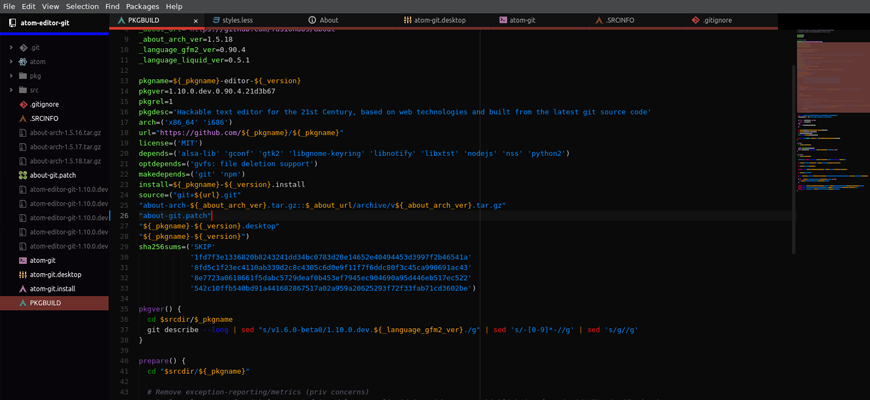 File Edit View Selection Find Packages Help
atom-editor-git
PKGBUILD
styles.less
About
atom-git.desktop
atom-git
.SRCINFO
.gitignore
.git
atom
pkg
src
.gitignore
.SRCINFO
about-arch-1.5.16.tar.gz
about-arch-1.5.17.tar.gz
about-arch-1.5.18.tar.gz
about-git.patch
atom-editor-git-1.10.0.dev
atom-editor-git-1.10.0.dev
atom-editor-git-1.10.0.dev
atom-editor-git-1.10.0.dev
atom-editor-git-1.10.0.dev
atom-git
atom-git.desktop
atom-git.install
PKGBUILD
9 _about_arch_ver=1.5.18
10 _language_gfm2_ver=0.90.4
11 _language_liquid_ver=0.5.1
12
13 pkgname=${_pkgname}-editor-${_version}
14 pkgver=1.10.0.dev.0.90.4.21d3b67
15 pkgrel=1
16 pkgdesc='Hackable text editor for the 21st Century, based on web technologies and built from the latest git source code'
17 arch=('x86_64' 'i686')
18 url="https://github.com/${_pkgname}/${_pkgname}"
19 license=('MIT')
20 depends=('alsa-lib' 'gconf' 'gtk2' 'libgnome-keyring' 'libnotify' 'libxtst' 'nodejs' 'nss' 'python2')
21 optdepends=('gvfs: file deletion support')
22 makedepends=('git' 'npm')
23 install=${_pkgname}-${_version}.install
24 source=("git+${url}.git"
25 "about-arch-${_about_arch_ver}.tar.gz::$_about_url/archive/v${_about_arch_ver}.tar.gz"
26 "about-git.patch"
27 "${_pkgname}-${_version}.desktop"
28 "${_pkgname}-${_version}")
29 sha256sums=('SKIP'
30 '1fd7f3e1336820b8243241dd34bc0783d20e14652e40494453d3997f2b46541a'
31 '8fd5c1f23ec4110ab339d2c8c4305c6d8e9f11f7f6ddc80f3c45ca090691ac43'
32 '8e7723a0618661f5dabc5729deaf0b453ef7945ec904690a95d446eb517ec522'
33 '542c10ffb540bd91a441682867517a02a959a20625293f72f33fab71cd3602be')
34
35 pkgver() {
36 cd $srcdir/$_pkgname
37 git describe --long | sed "s/v1.6.0-beta0/1.10.0.dev.${_language_gfm2_ver}./g" | sed 's/-[0-9]*-//g' | sed 's/g//g'
38 }
39
40 prepare() {
41 cd "$srcdir/${_pkgname}"
42
43 # Remove exception-reporting/metrics (priv concerns)